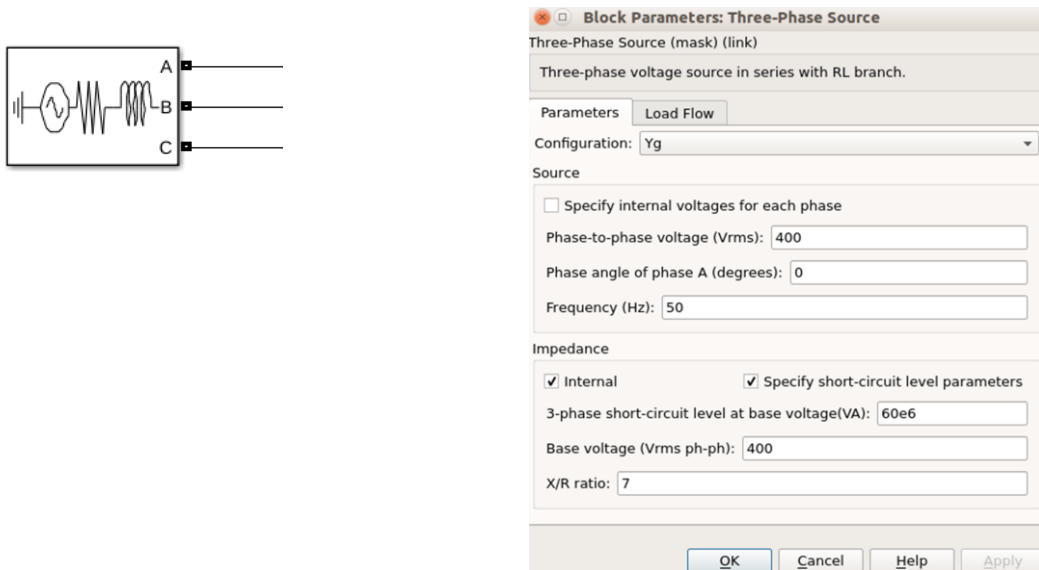 A
B
C
Block Parameters: Three-Phase Source
Three-Phase Source (mask) (link)
Three-phase voltage source in series with RL branch.
Parameters Load Flow
Configuration: Yg
Source
Specify internal voltages for each phase
Phase-to-phase voltage (Vrms): 400
Phase angle of phase A (degrees): 0
Frequency (Hz): 50
Impedance
Internal Specify short-circuit level parameters
3-phase short-circuit level at base voltage(VA): 60e6
Base voltage (Vrms ph-ph): 400
X/R ratio: 7
OK Cancel Help Apply